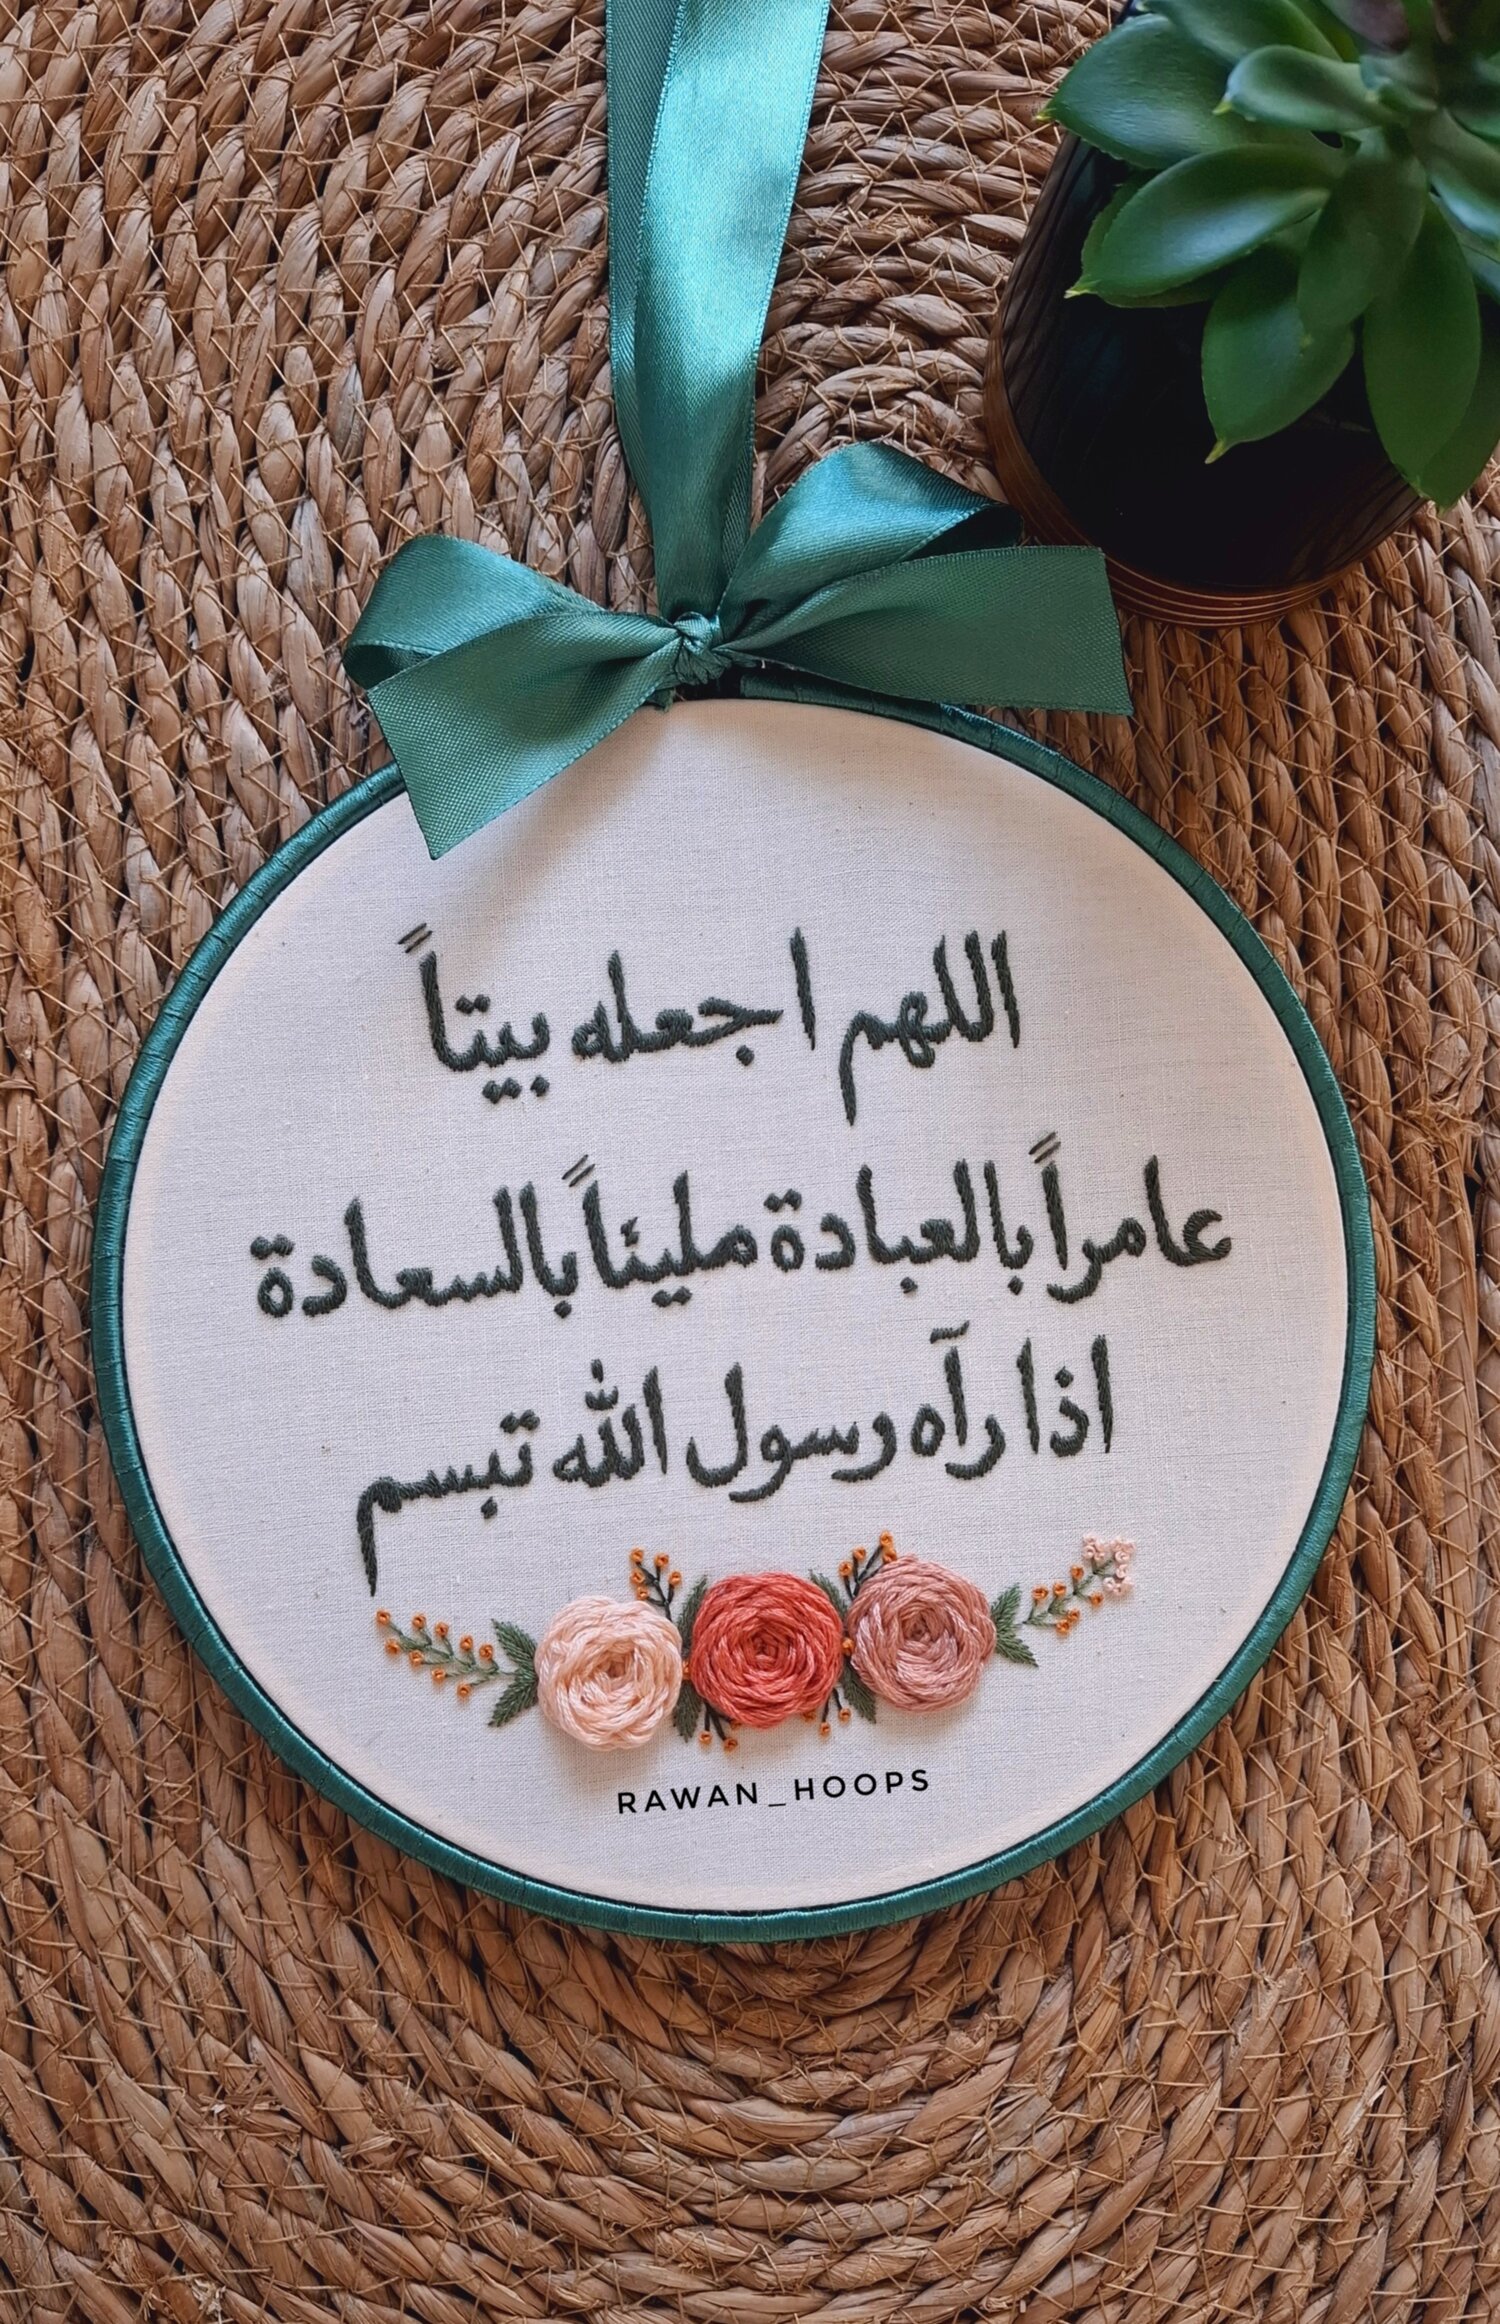 اللهم اجعله بيتاً
عامراً بالعبادة مليئاً بالسعادة
اذا رآه رسول الله تبسم
RAWAN_HOOPS